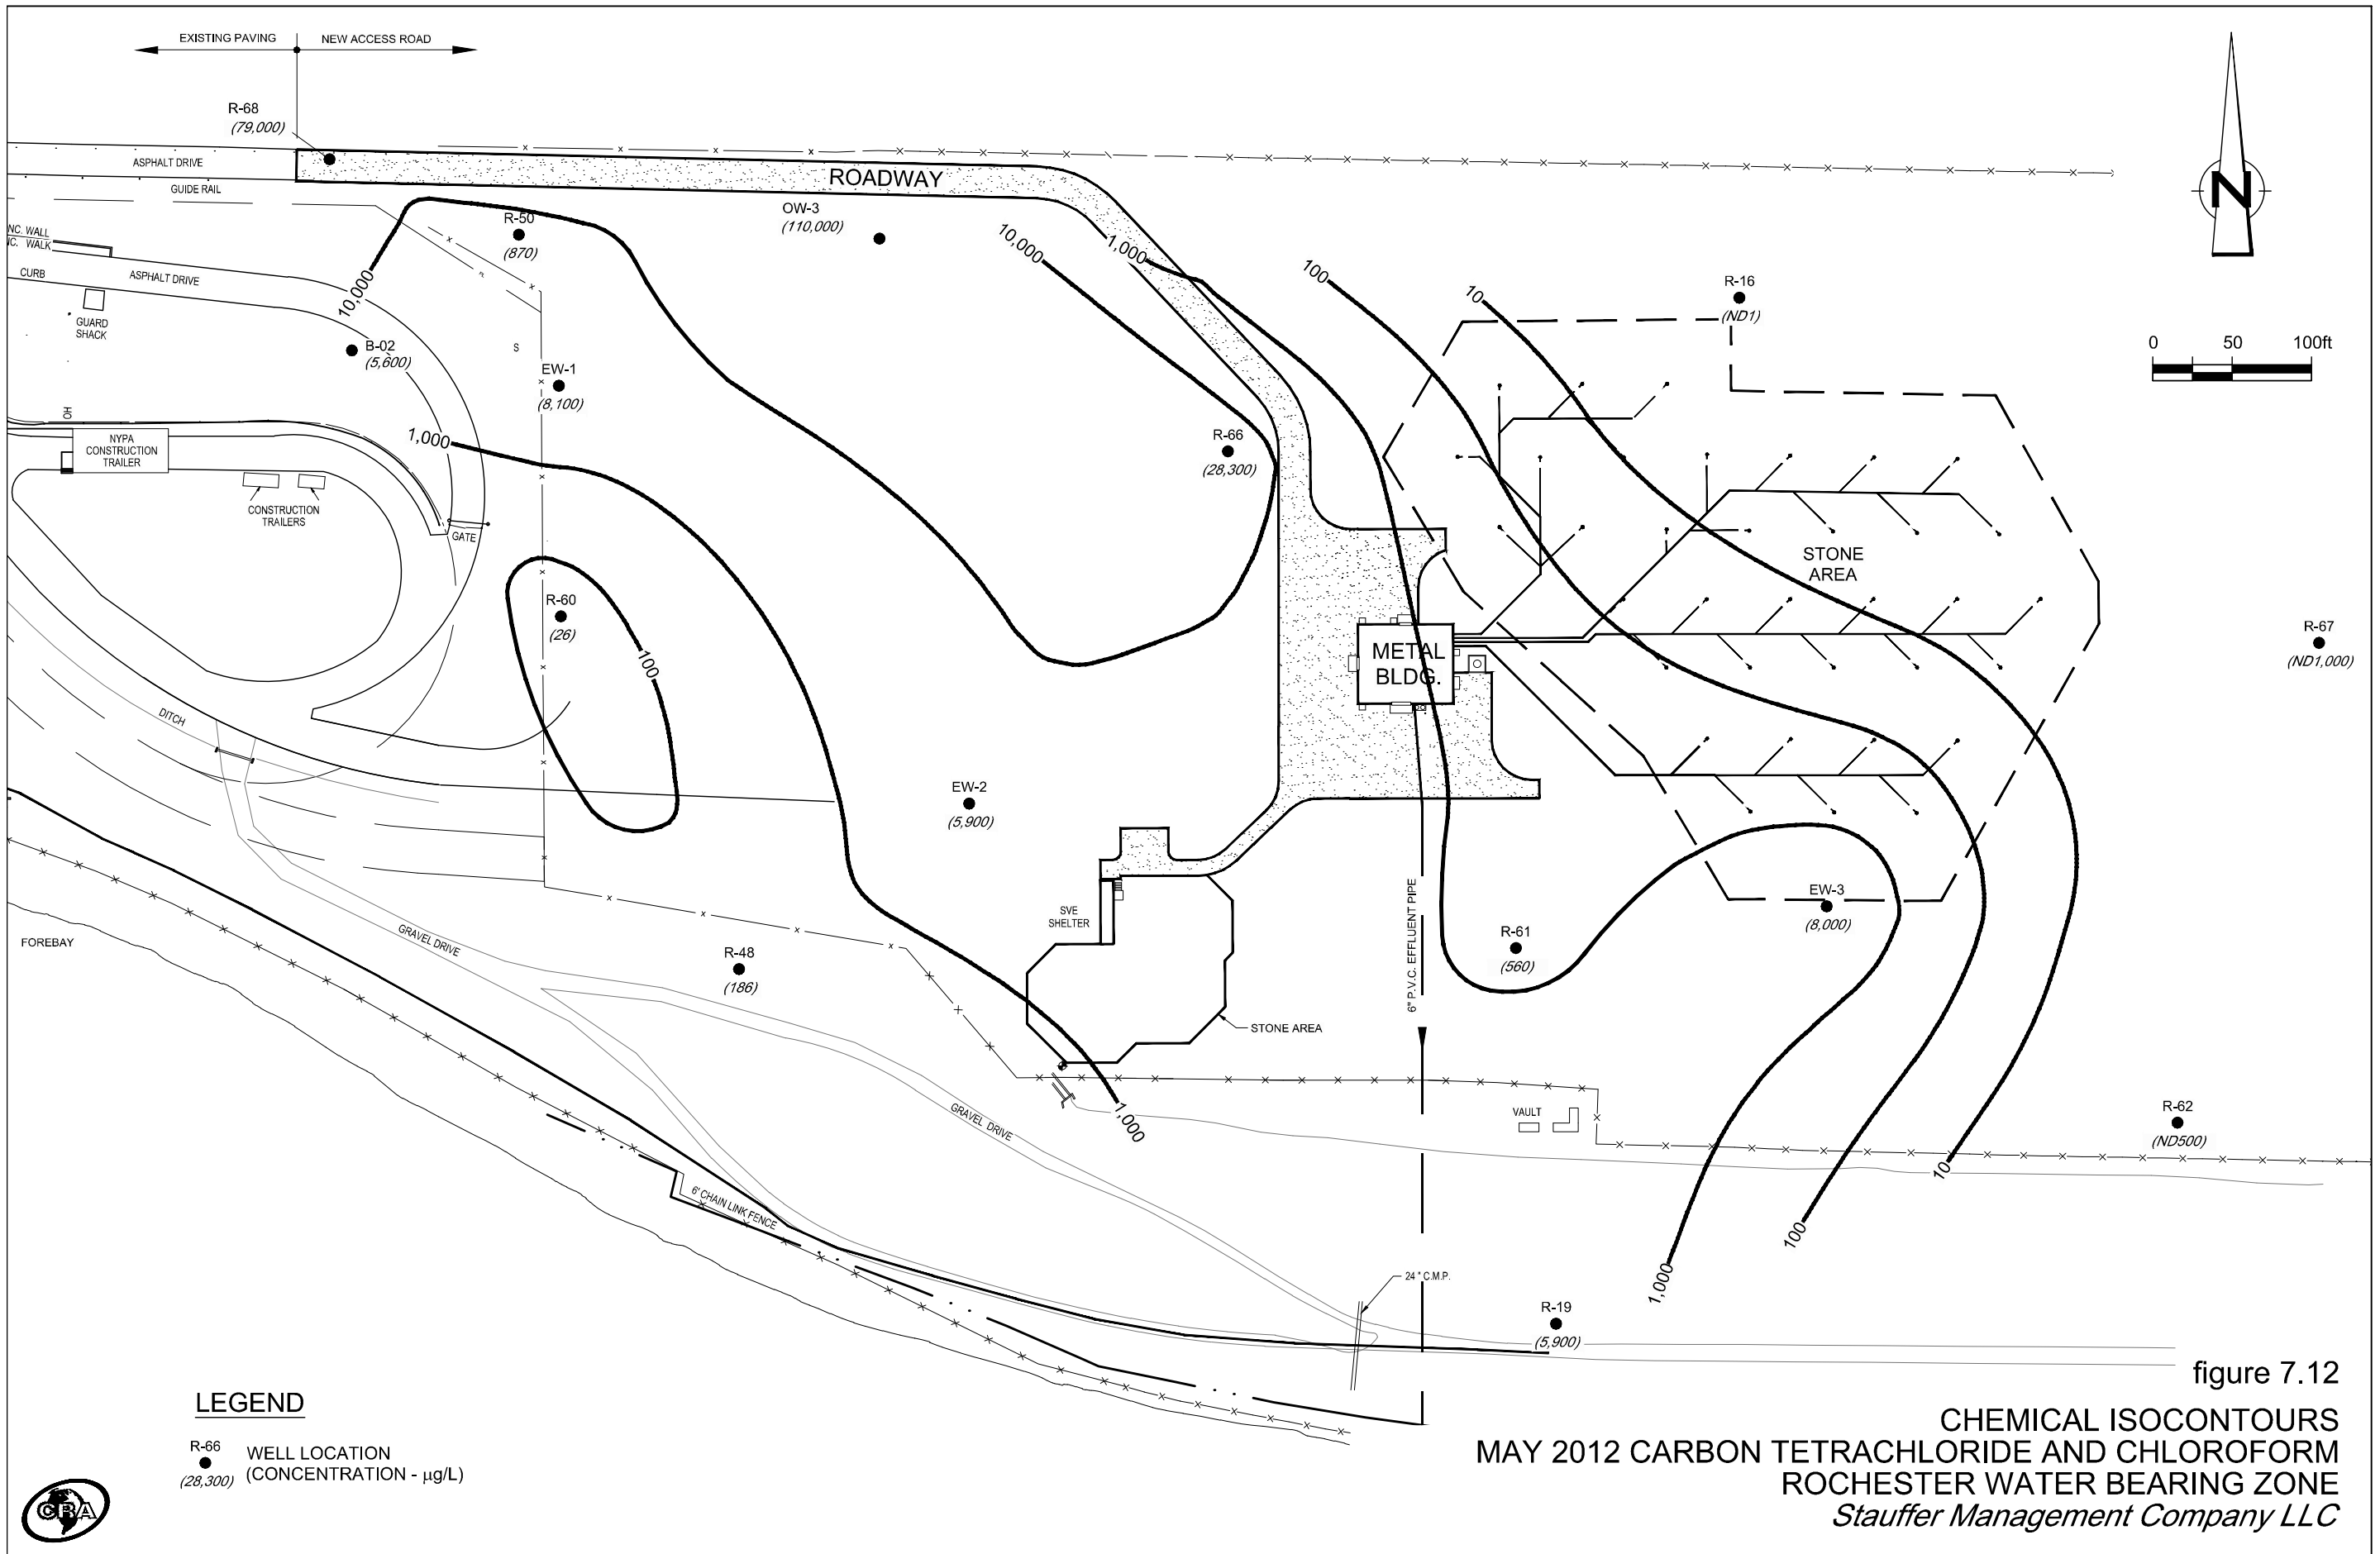 EXISTING PAVING
NEW ACCESS ROAD
R-68
(79,000)
ASPHALT DRIVE
GUIDE RAIL
ROADWAY
N
NC. WALL
NC. WALK
CURB
ASPHALT DRIVE
GUARD
SHACK
10,000
R-50
(870)
OW-3
(110,000)
10,000
1,000
100
10
R-16
(ND1)
0 50 100ft
B-02
(5,600)
S
EW-1
(8,100)
OH
NYPA
CONSTRUCTION
TRAILER
1,000
R-66
(28,300)
CONSTRUCTION
TRAILERS
GATE
STONE
AREA
R-60
(26)
100
METAL
BLDG.
R-67
(ND1,000)
DITCH
EW-2
(5,900)
SVE
SHELTER
6" P.V.C. EFFLUENT PIPE
EW-3
(8,000)
R-61
(560)
FOREBAY
GRAVEL DRIVE
R-48
(186)
STONE AREA
GRAVEL DRIVE
1,000
VAULT
R-62
(ND500)
10
100
1,000
6' CHAIN LINK FENCE
24" C.M.P.
R-19
(5,900)
figure 7.12
CHEMICAL ISOCONTOURS
MAY 2012 CARBON TETRACHLORIDE AND CHLOROFORM
ROCHESTER WATER BEARING ZONE
Stauffer Management Company LLC
LEGEND
R-66
(28,300)
WELL LOCATION
(CONCENTRATION - µg/L)
CRA